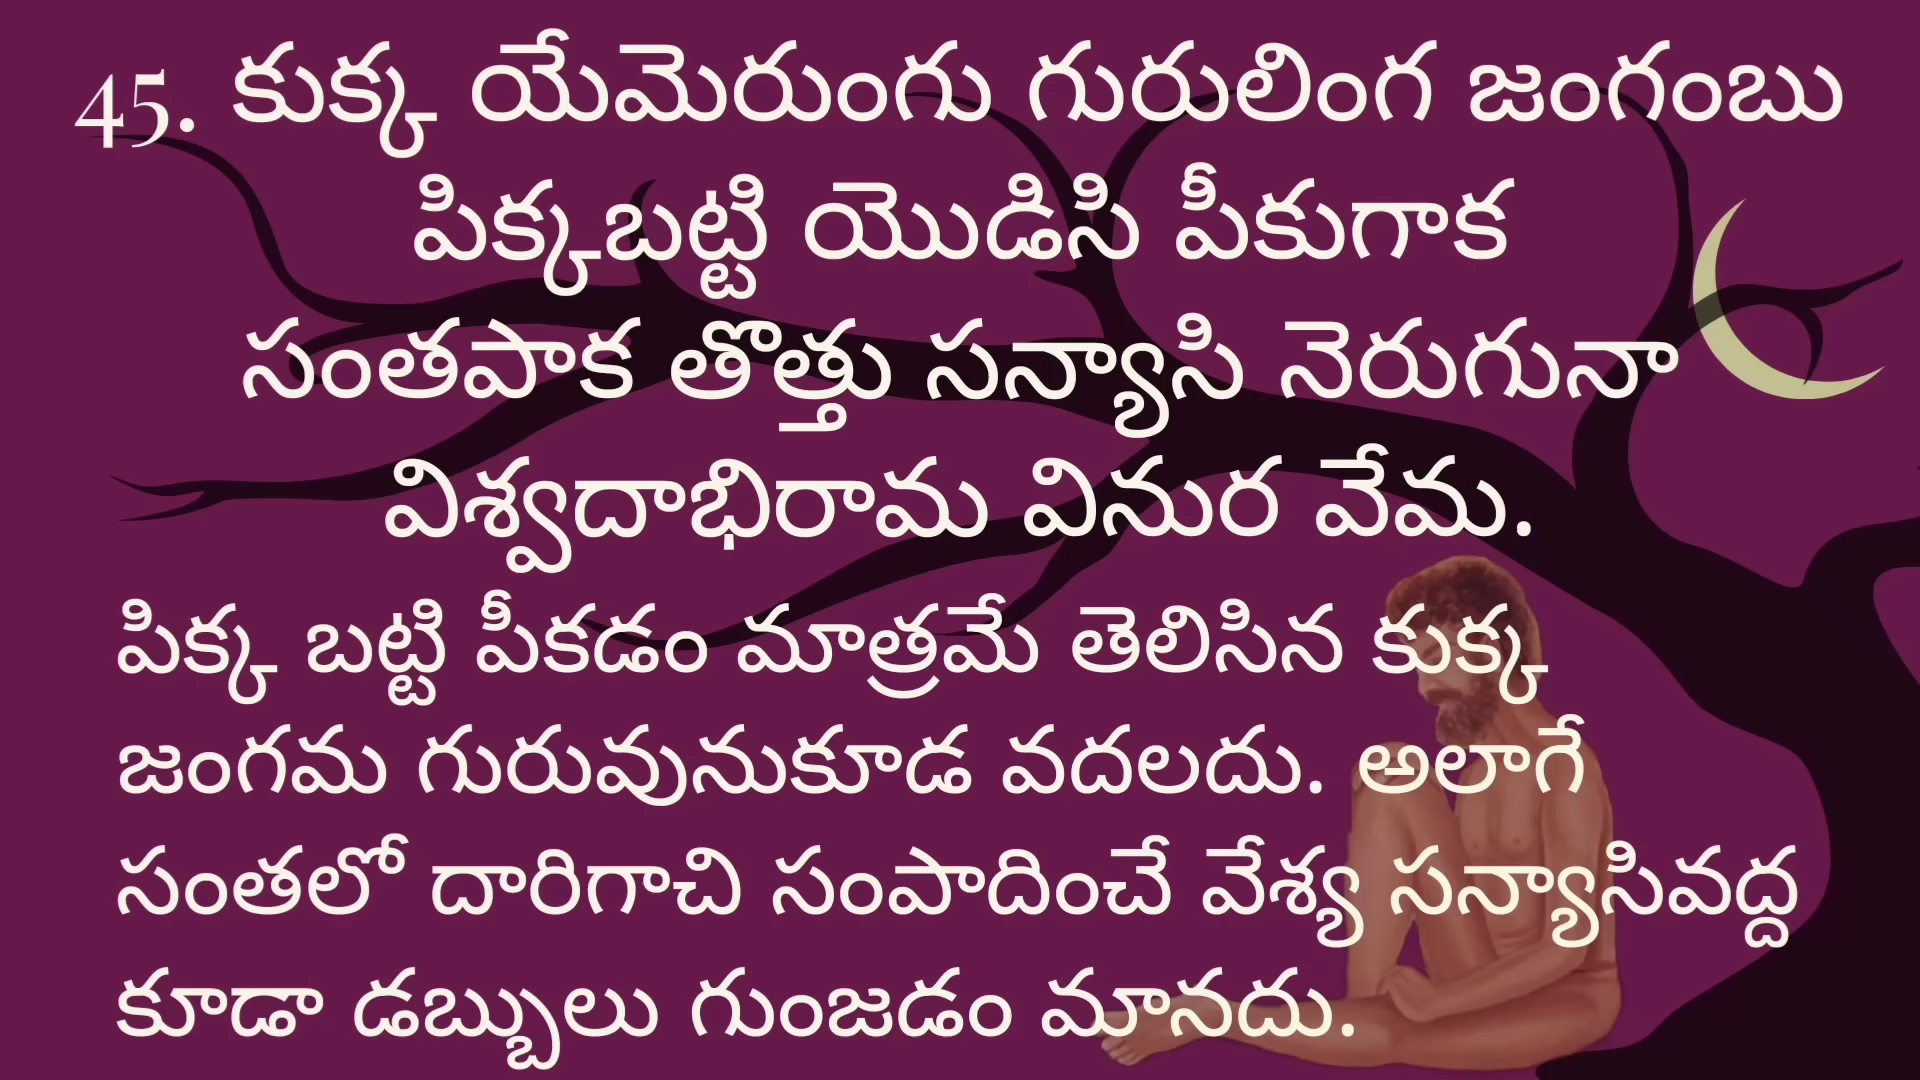 45. కుక్క యేమెరుంగు గురులింగ జంగంబు
పిక్కబట్టి యొడిసి పీకుగాక
సంతపాక తొత్తు సన్యాసి నెరుగునా
విశ్వదాభిరామ వినుర వేమ.
పిక్క బట్టి పీకడం మాత్రమే తెలిసిన కుక్క
జంగమ గురువునుకూడ వదలదు. అలాగే
సంతలో దారిగాచి సంపాదించే వేశ్య సన్యాసివద్ద
కూడా డబ్బులు గుంజడం మానదు.